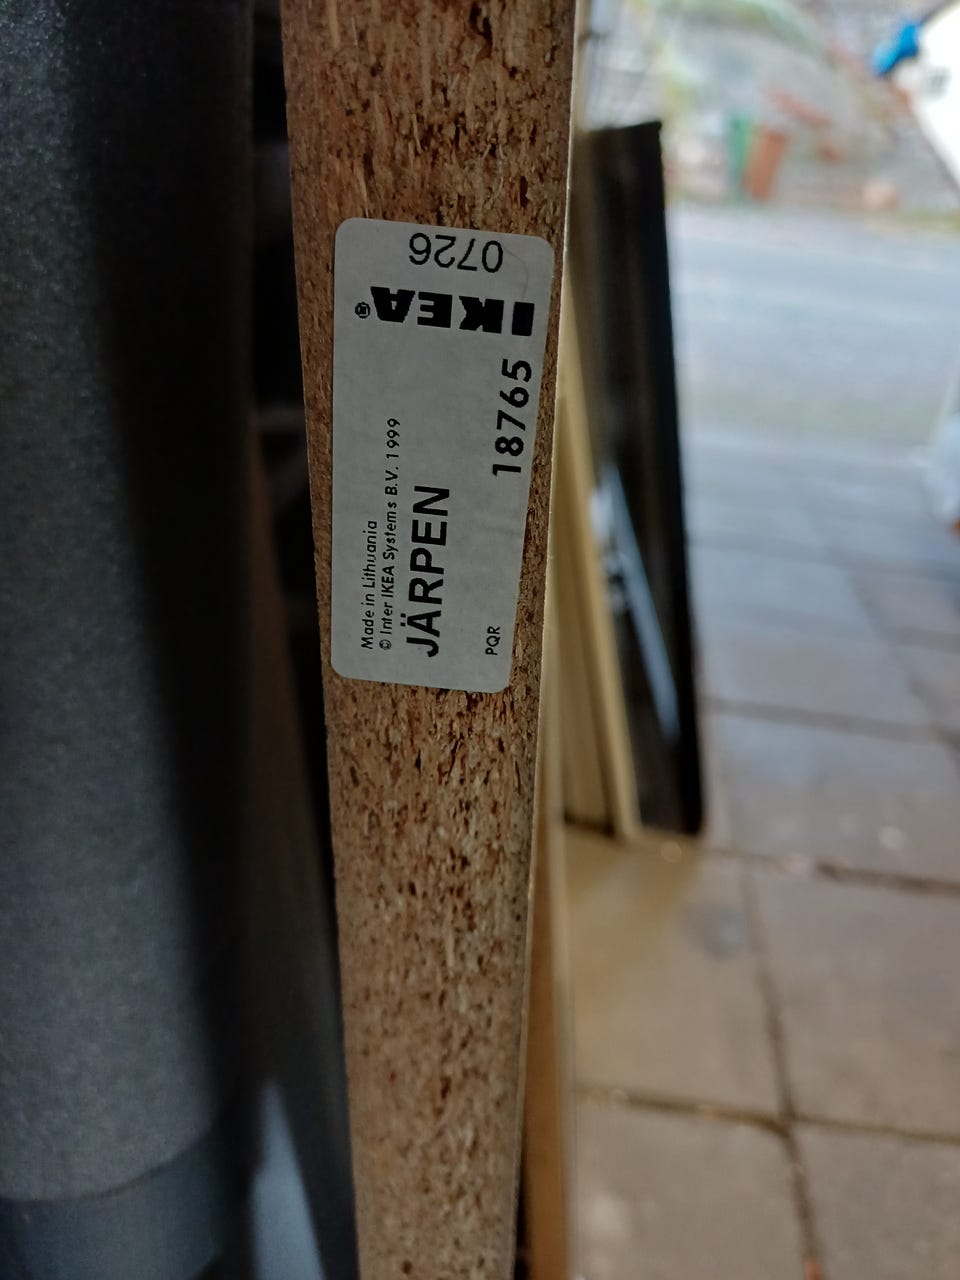 0726
IKEA®
18765
Made in Lithuania
© Inter IKEA Systems B.V. 1999
JÄRPEN
PQR